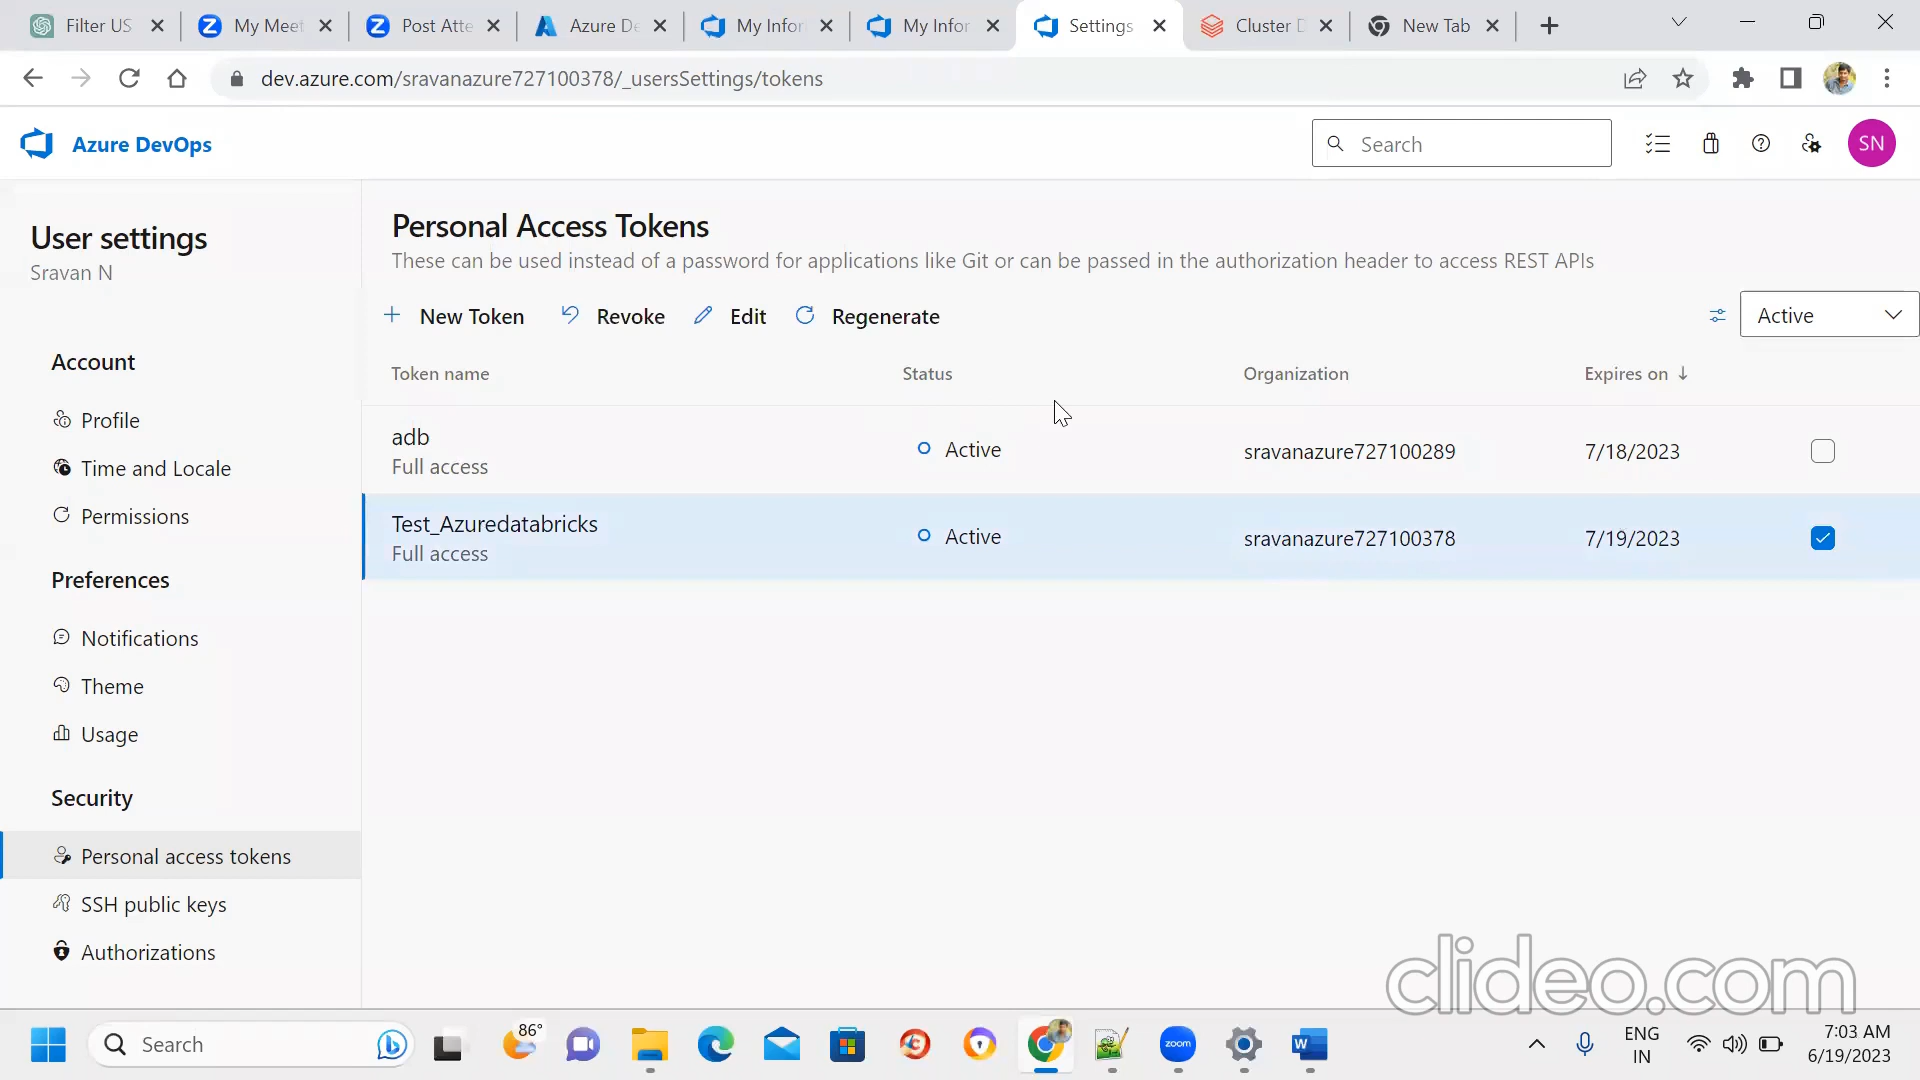 Filter US
My Meet
Post Atte
Azure De
My Infor
My Infor
Settings
Cluster D
New Tab
dev.azure.com/sravanazure727100378/_usersSettings/tokens
Azure DevOps
Search
SN
User settings
Sravan N
Account
Profile
Time and Locale
Permissions
Preferences
Notifications
Theme
Usage
Security
Personal access tokens
SSH public keys
Authorizations
Personal Access Tokens
These can be used instead of a password for applications like Git or can be passed in the authorization header to access REST APIs
New Token Revoke Edit Regenerate
Active
Token name Status Organization Expires on
adb
Full access
Active sravanazure727100289 7/18/2023
Test_Azuredatabricks
Full access
Active sravanazure727100378 7/19/2023
clideo.com
Search
86°
zoom
W
ENG
IN
7:03 AM
6/19/2023